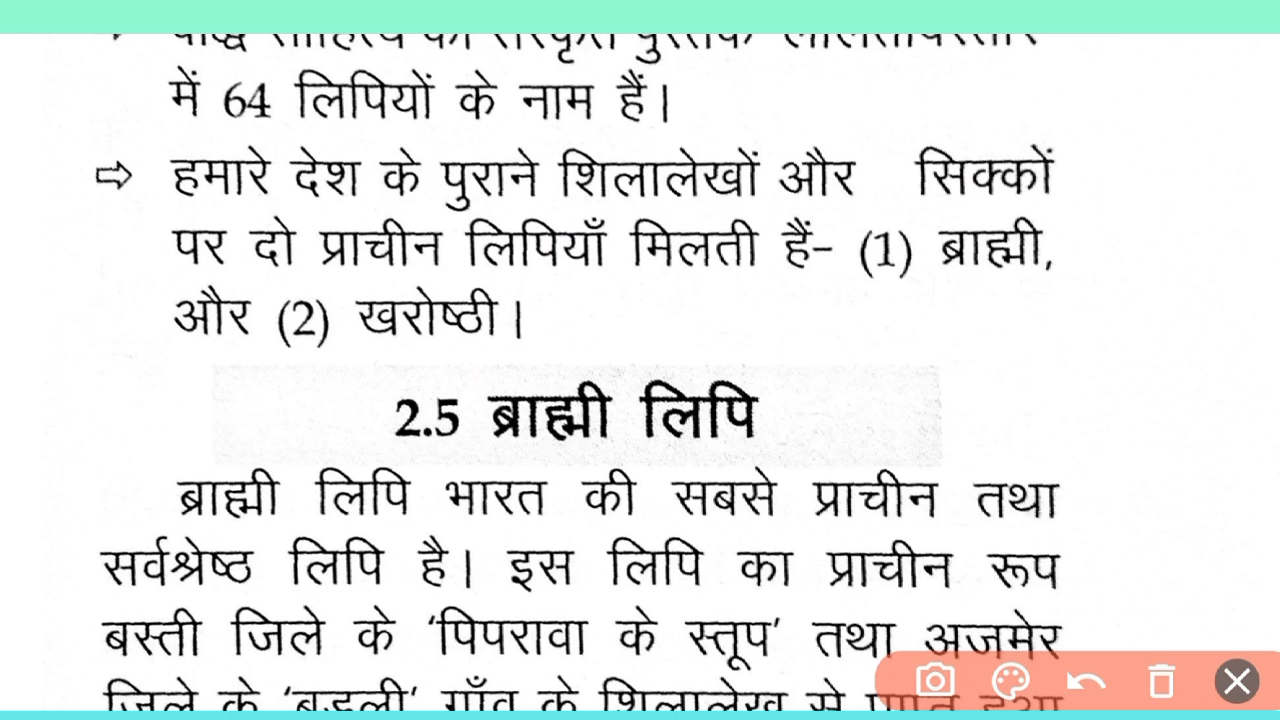 में 64 लिपियों के नाम हैं।
⇨ हमारे देश के पुराने शिलालेखों और सिक्कों
पर दो प्राचीन लिपियाँ मिलती हैं- (1) ब्राह्मी,
और (2) खरोष्ठी।
2.5 ब्राह्मी लिपि
ब्राह्मी लिपि भारत की सबसे प्राचीन तथा
सर्वश्रेष्ठ लिपि है। इस लिपि का प्राचीन रूप
बस्ती जिले के ‘पिपरावा के स्तूप’ तथा अजमेर
जिले के ‘बडली’ गाँव के शिलालेख से प्राप्त हुआ